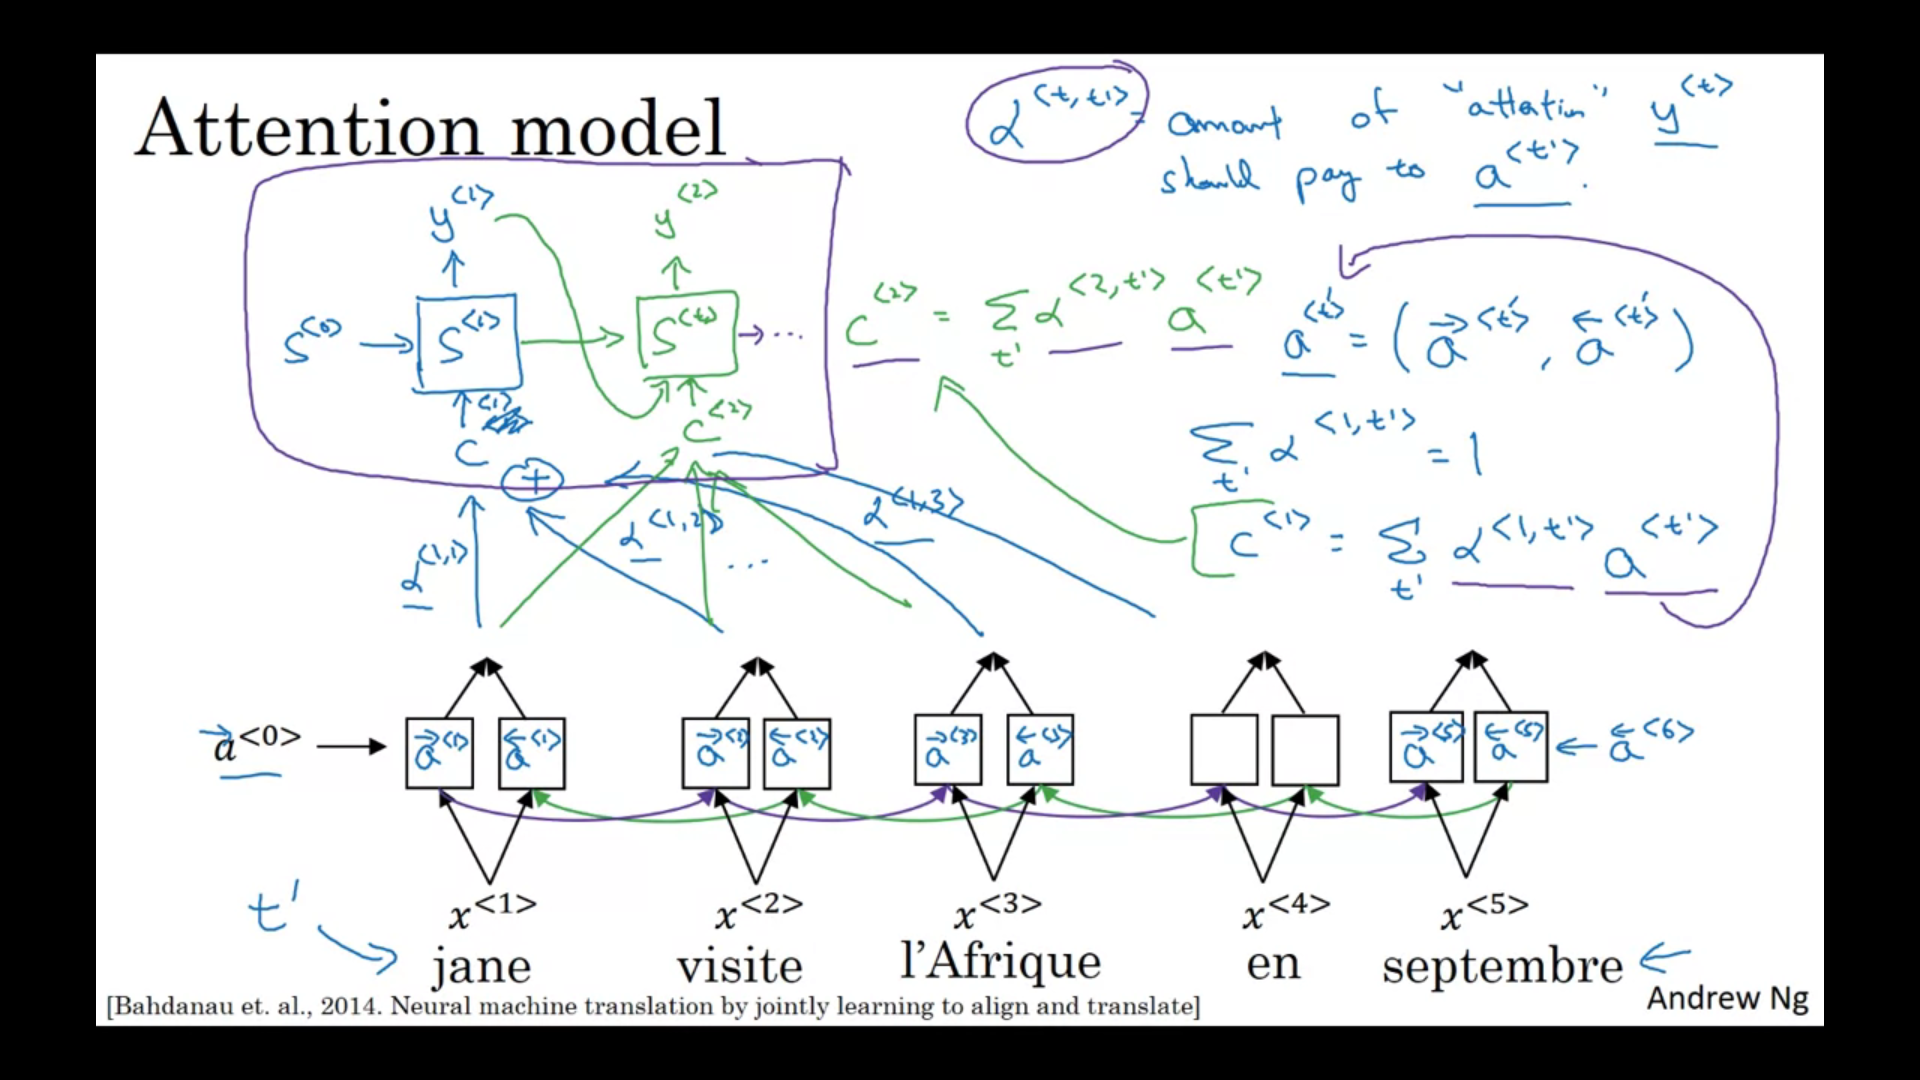 Attention model
α<t,t'> = amount of "attention" y<t>
should pay to a<t'>.
y<1> y<2>
S<0> → S<1> → S<2> → ...
C<2> = Σt' α<2,t'> a<t'>
a<t'> = (→a<t'>, ←a<t'>)
C<1> C<2>
Σt' α<1,t'> = 1
+
α<1,1> α<1,2> ... α<1,3>
C<1> = Σt' α<1,t'> a<t'>
→a<0> → →a<1> ←a<1> →a<2> ←a<2> →a<3> ←a<3> →a<5> ←a<5> ← ←a<6>
t' x<1> x<2> x<3> x<4> x<5>
jane visite l'Afrique en septembre ←
[Bahdanau et. al., 2014. Neural machine translation by jointly learning to align and translate]
Andrew Ng